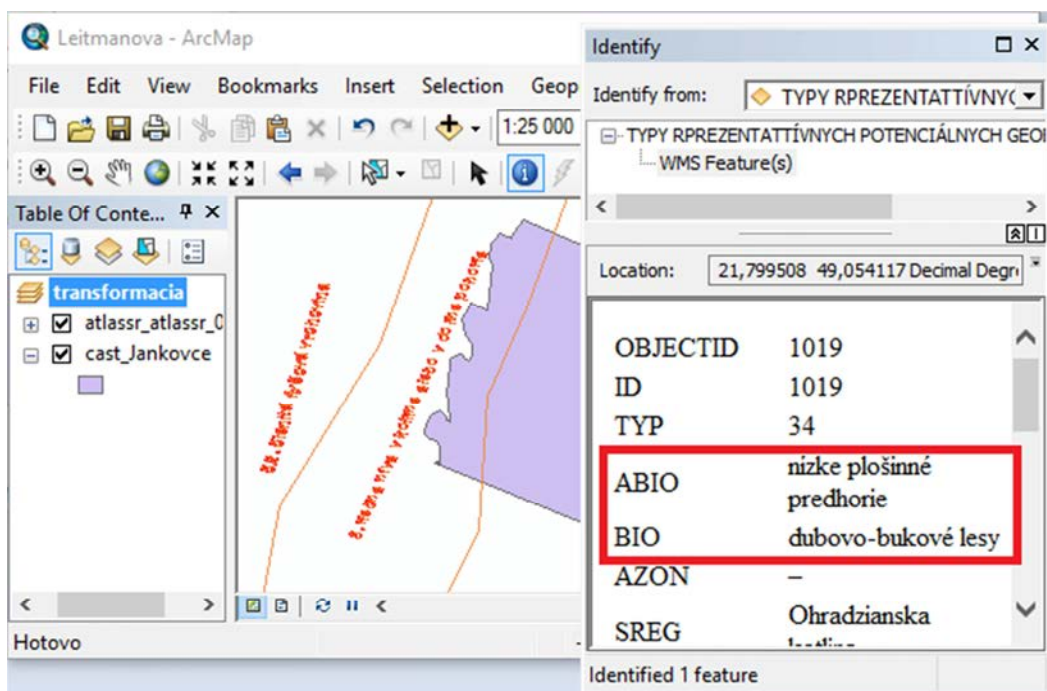 Leitmanova - ArcMap
File Edit View Bookmarks Insert Selection Geop
1:25 000
Table Of Conte...
transformacia
atlassr_atlassr_0
cast_Jankovce
Hotovo
Identify
Identify from: TYPY RPREZENTATTÍVNYC
TYPY RPREZENTATTÍVNYCH POTENCIÁLNYCH GEO
WMS Feature(s)
Location: 21,799508 49,054117 Decimal Degr
OBJECTID 1019
ID 1019
TYP 34
ABIO nízke plošinné
predhorie
BIO dubovo-bukové lesy
AZON –
SREG Ohradzianska
Identified 1 feature